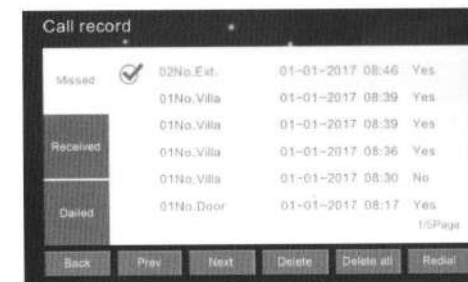 Call record
Missed
Received
Dailed
02No.Ext. 01-01-2017 08:46 Yes
01No.Villa 01-01-2017 08:39 Yes
01No.Villa 01-01-2017 08:39 Yes
01No.Villa 01-01-2017 08:36 Yes
01No.Villa 01-01-2017 08:30 No
01No.Door 01-01-2017 08:17 Yes
1/5Page
Back Prev Next Delete Delete all Redial